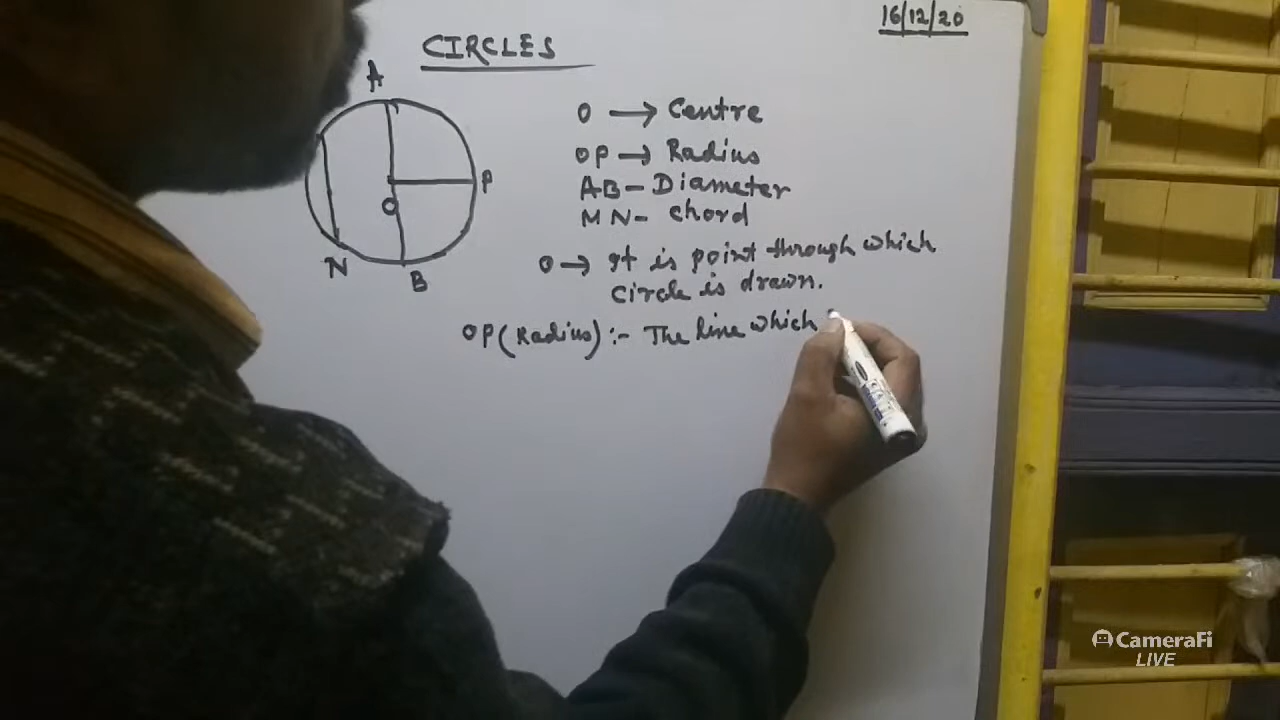 16/12/20
CIRCLES
A
O
P
N
B
O → Centre
OP → Radius
AB - Diameter
MN - chord
O → It is point through which
circle is drawn.
OP (Radius) :- The line which
CameraFi
LIVE